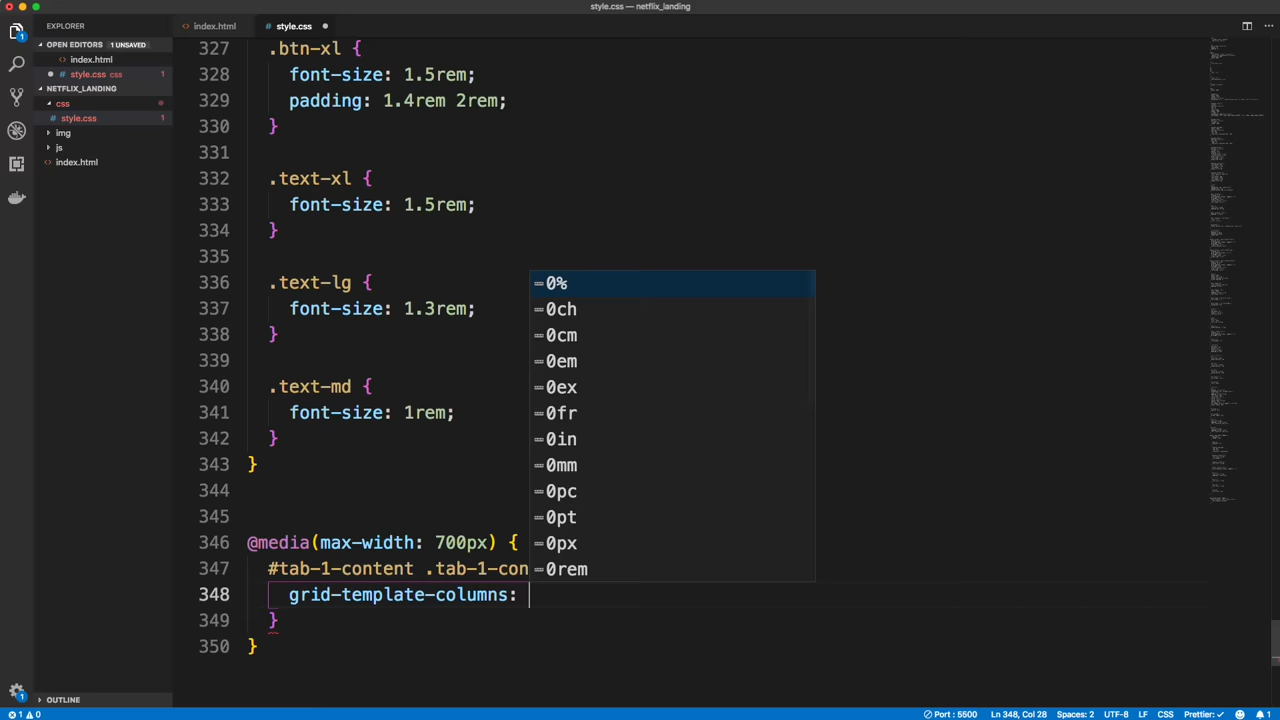 style.css — netflix_landing
EXPLORER
index.html
style.css
OPEN EDITORS 1 UNSAVED
index.html
style.css css 1
NETFLIX_LANDING
css
style.css 1
img
js
index.html
OUTLINE
327 .btn-xl {
328 font-size: 1.5rem;
329 padding: 1.4rem 2rem;
330 }
331
332 .text-xl {
333 font-size: 1.5rem;
334 }
335
336 .text-lg {
337 font-size: 1.3rem;
338 }
339
340 .text-md {
341 font-size: 1rem;
342 }
343 }
344
345
346 @media(max-width: 700px) {
347 #tab-1-content .tab-1-con
348 grid-template-columns:
349 }
350 }
0%
0ch
0cm
0em
0ex
0fr
0in
0mm
0pc
0pt
0px
0rem
1
1
1 0 Port : 5500 Ln 348, Col 28 Spaces: 2 UTF-8 LF CSS Prettier: ✓ 1